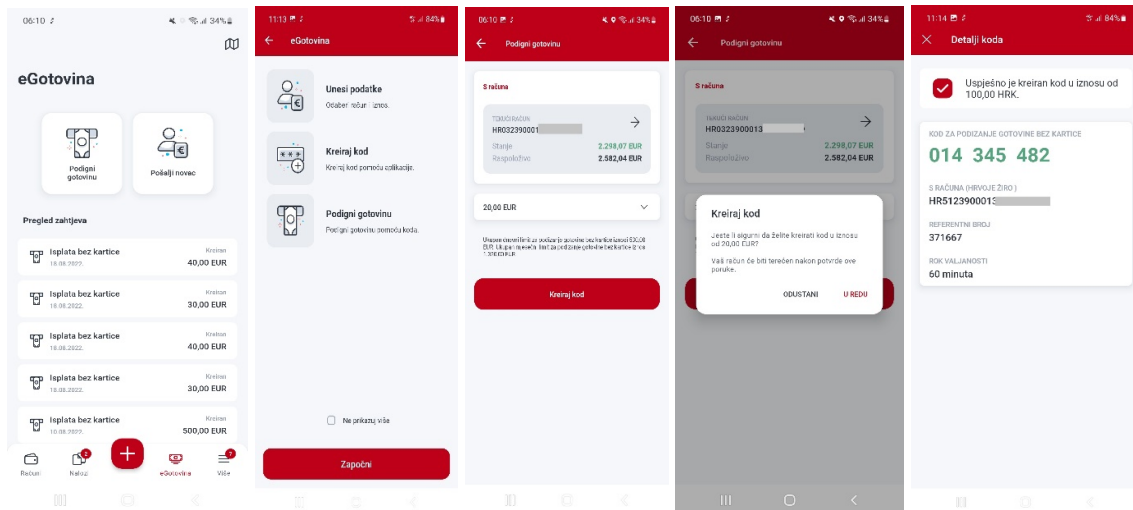 06:10
34%
eGotovina
Podigni
gotovinu
Pošalji novac
Pregled zahtjeva
Isplata bez kartice
Kreiran
18.08.2022.
40,00 EUR
Isplata bez kartice
Kreiran
18.08.2022.
30,00 EUR
Isplata bez kartice
Kreiran
18.08.2022.
40,00 EUR
Isplata bez kartice
Kreiran
18.08.2022.
30,00 EUR
Isplata bez kartice
Kreiran
10.08.2022.
500,00 EUR
2
7
Računi
Nalozi
eGotovina
Više
11:13
84%
eGotovina
Unesi podatke
Odaberi račun i iznos.
Kreiraj kod
Kreiraj kod pomoću aplikacije.
Podigni gotovinu
Podigni gotovinu pomoću koda.
Ne prikazuj više
Započni
06:10
34%
Podigni gotovinu
S računa
TEKUĆI RAČUN
HR032390001
Stanje
2.298,07 EUR
Raspoloživo
2.582,04 EUR
20,00 EUR
Kreiraj kod
06:10
34%
Podigni gotovinu
S računa
TEKUĆI RAČUN
HR0323900013
Stanje
2.298,07 EUR
Raspoloživo
2.582,04 EUR
Kreiraj kod
Jeste li sigurni da želite kreirati kod u iznosu
od 20,00 EUR?
Vaš račun će biti terećen nakon potvrde ove
poruke.
ODUSTANI
U REDU
11:14
84%
Detalji koda
Uspješno je kreiran kod u iznosu od
100,00 HRK.
KOD ZA PODIZANJE GOTOVINE BEZ KARTICE
014 345 482
S RAČUNA (HRVOJE ŽIRO )
HR5123900013
REFERENTNI BROJ
371667
ROK VALJANOSTI
60 minuta